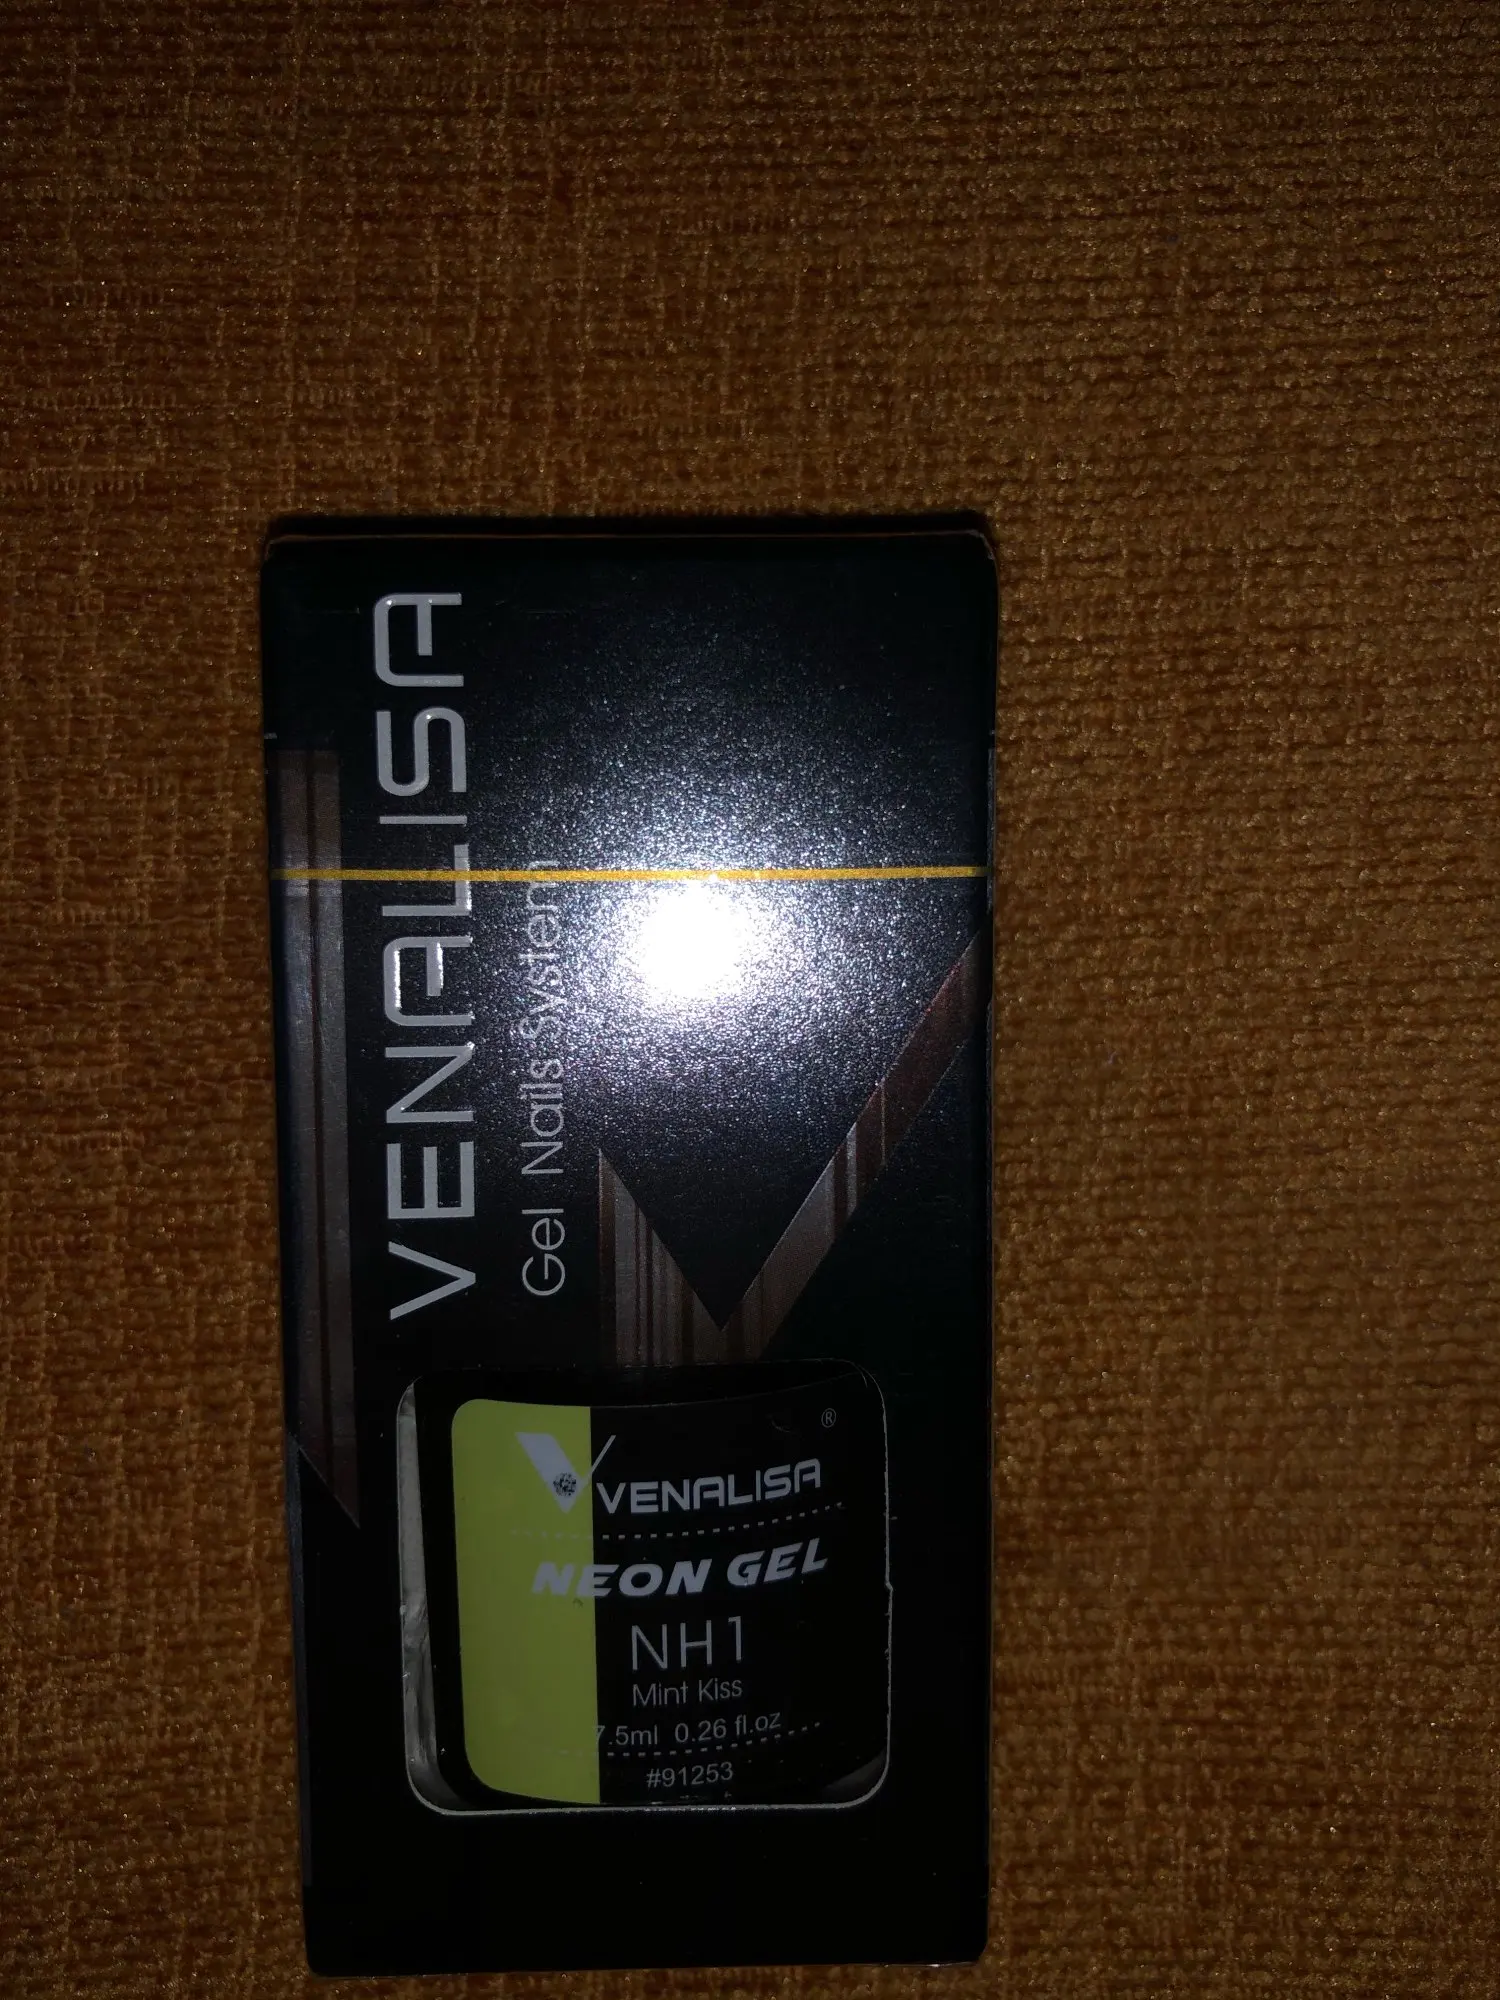 VENALISA
Gel Nails System
VENALISA ®
NEON GEL
NH1
Mint Kiss
7.5ml 0.26 fl.oz
#91253